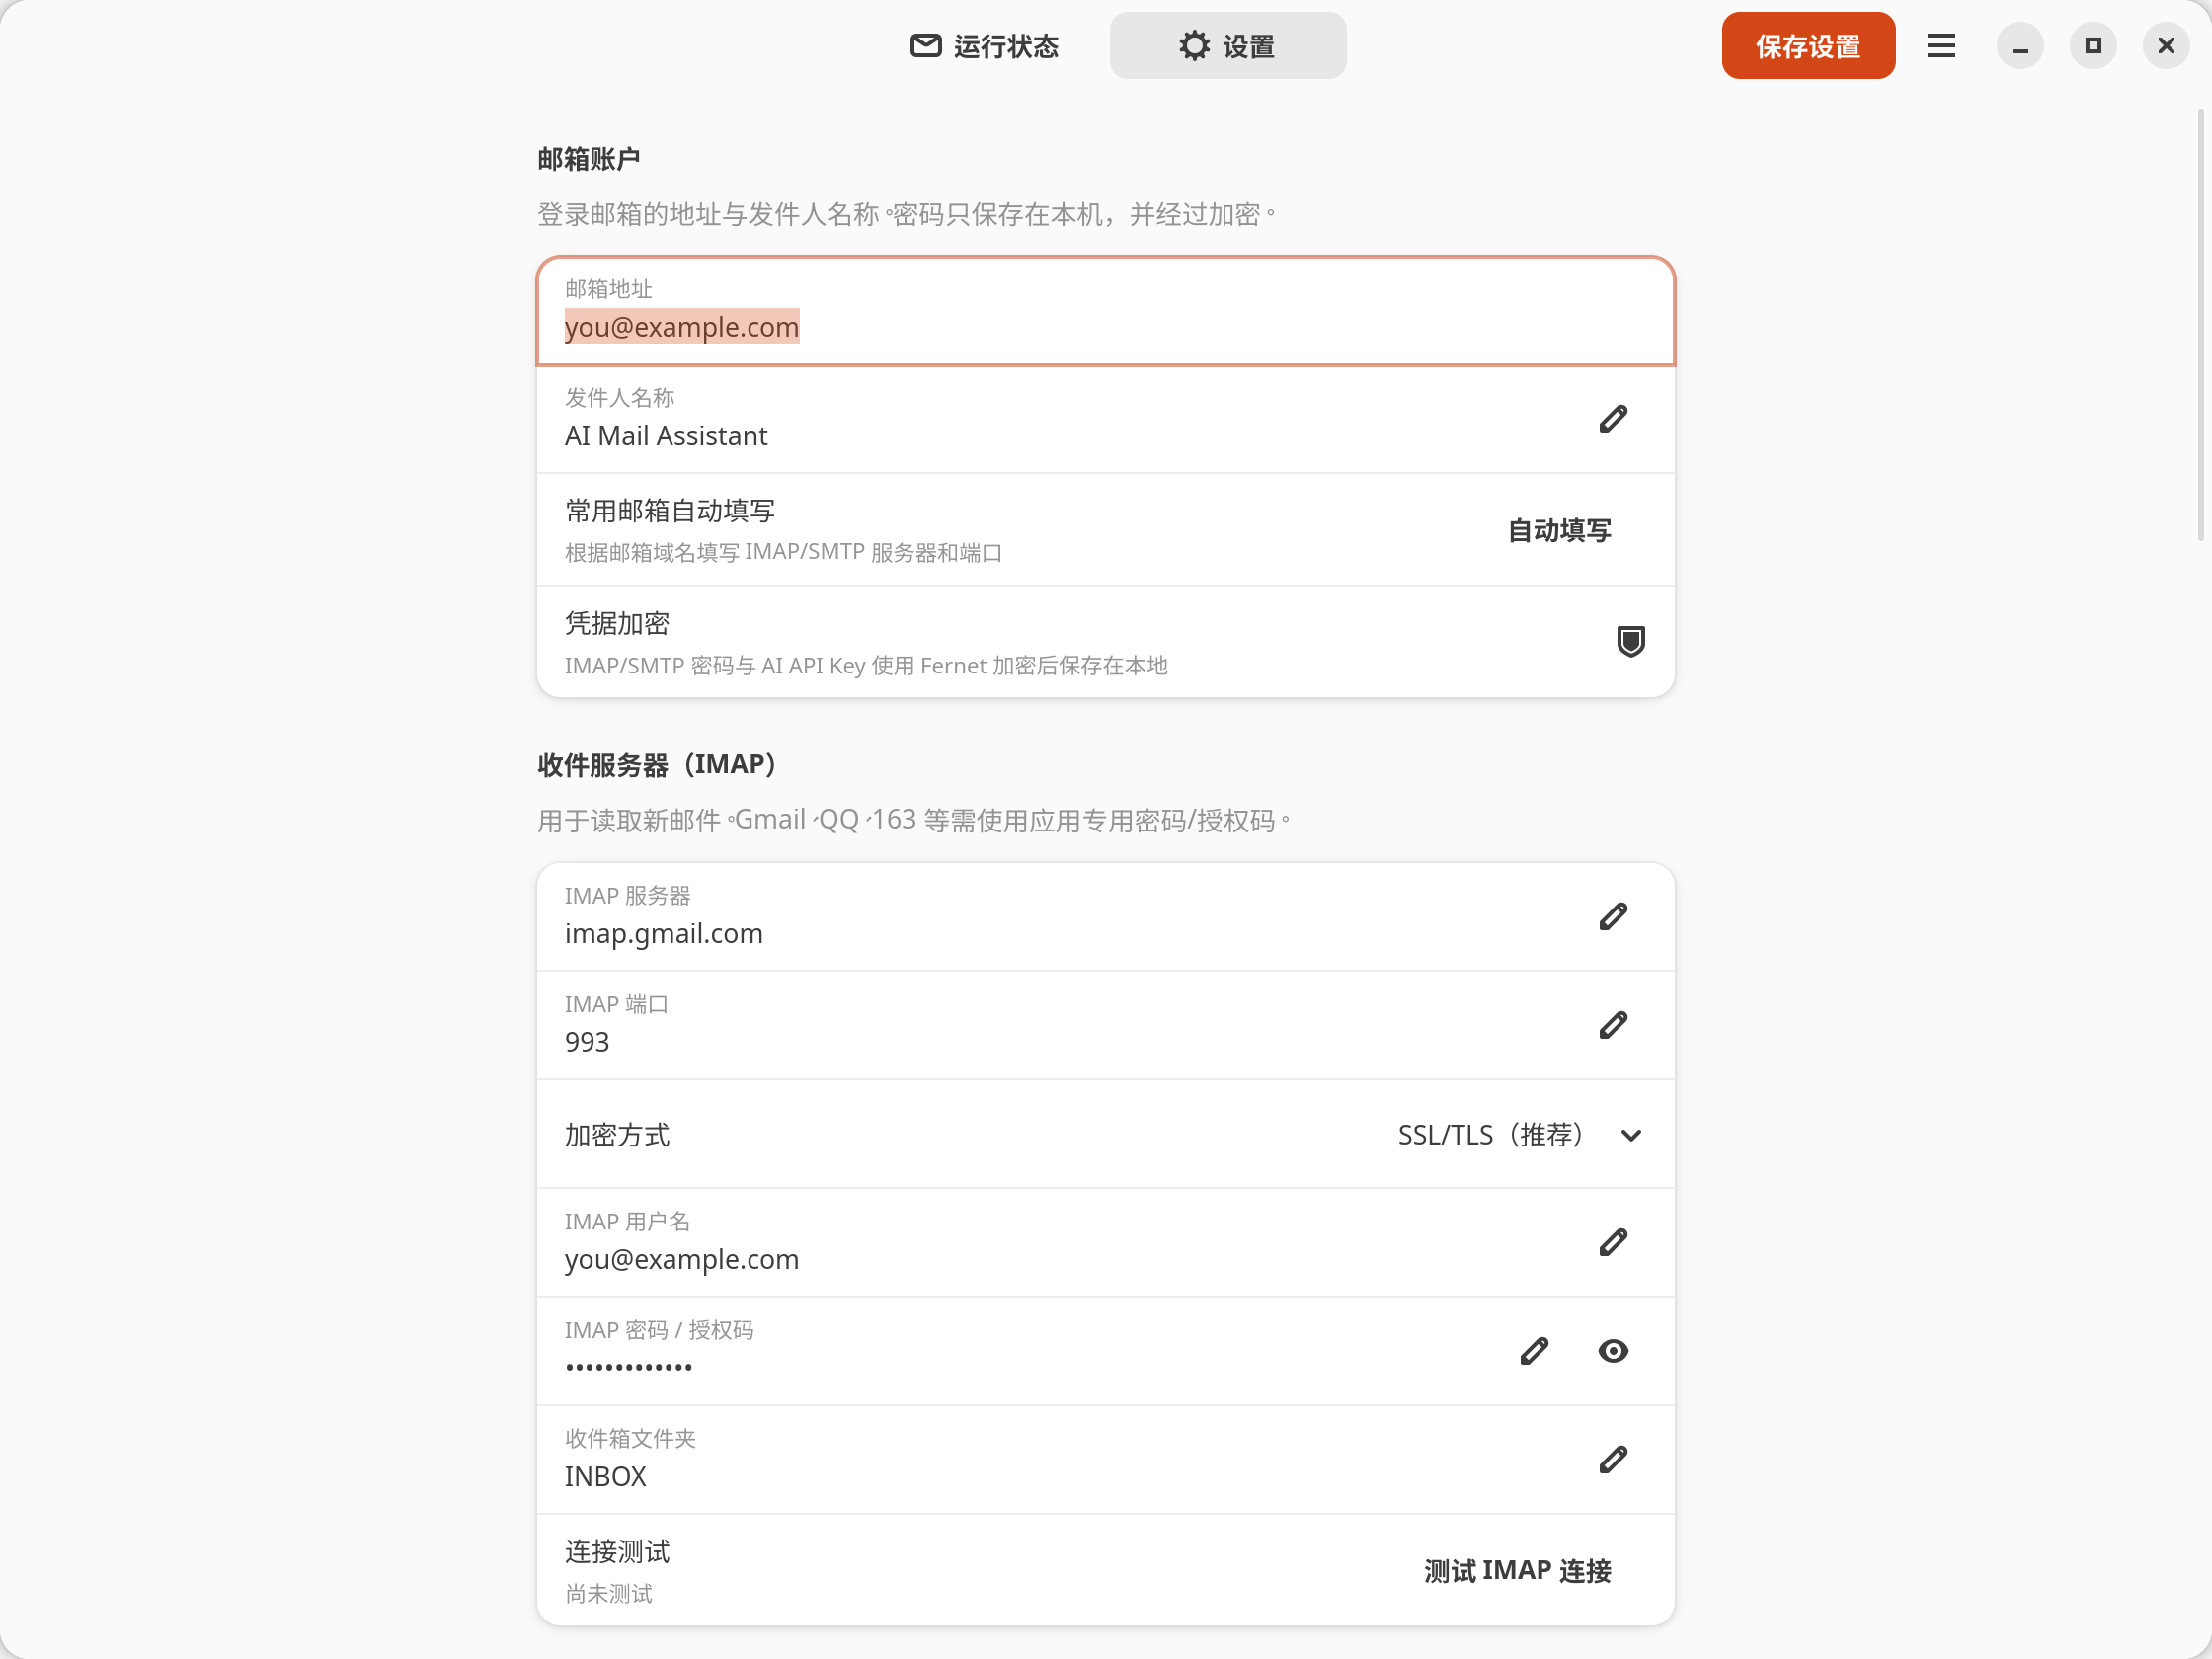 运行状态
设置
保存设置
邮箱账户
登录邮箱的地址与发件人名称。密码只保存在本机，并经过加密。
邮箱地址
you@example.com
发件人名称
AI Mail Assistant
常用邮箱自动填写
根据邮箱域名填写 IMAP/SMTP 服务器和端口
自动填写
凭据加密
IMAP/SMTP 密码与 AI API Key 使用 Fernet 加密后保存在本地
收件服务器（IMAP）
用于读取新邮件。Gmail、QQ、163 等需使用应用专用密码/授权码。
IMAP 服务器
imap.gmail.com
IMAP 端口
993
加密方式
SSL/TLS（推荐）
IMAP 用户名
you@example.com
IMAP 密码 / 授权码
•••••••••••••
收件箱文件夹
INBOX
连接测试
尚未测试
测试 IMAP 连接